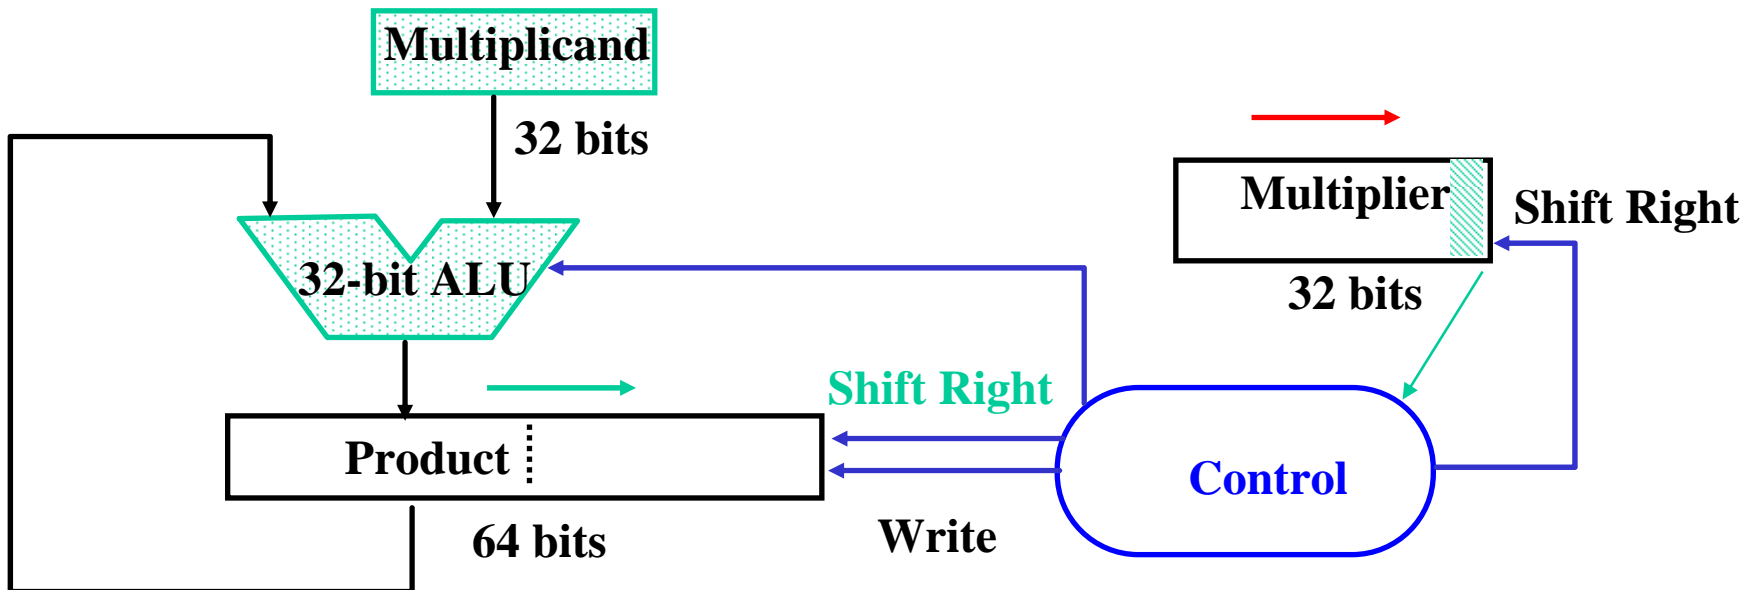 Multiplicand
32 bits
Multiplier
Shift Right
32-bit ALU
32 bits
Shift Right
Product
Control
64 bits
Write